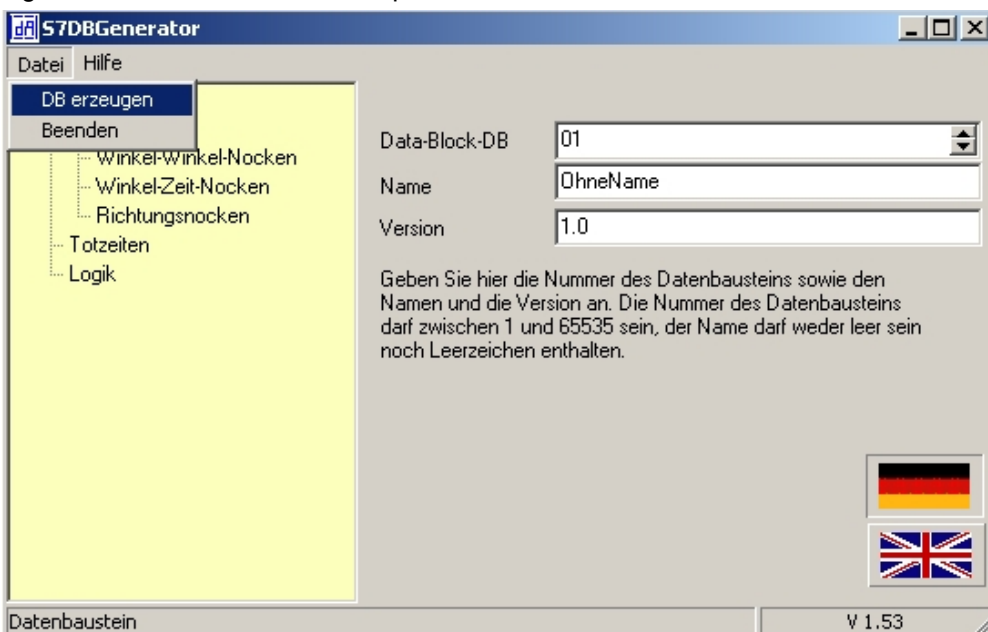 S7DBGenerator
Datei Hilfe
DB erzeugen
Beenden
Winkel-Winkel-Nocken
Winkel-Zeit-Nocken
Richtungsnocken
Totzeiten
Logik
Data-Block-DB 01
Name OhneName
Version 1.0
Geben Sie hier die Nummer des Datenbausteins sowie den
Namen und die Version an. Die Nummer des Datenbausteins
darf zwischen 1 und 65535 sein, der Name darf weder leer sein
noch Leerzeichen enthalten.
Datenbaustein V 1.53